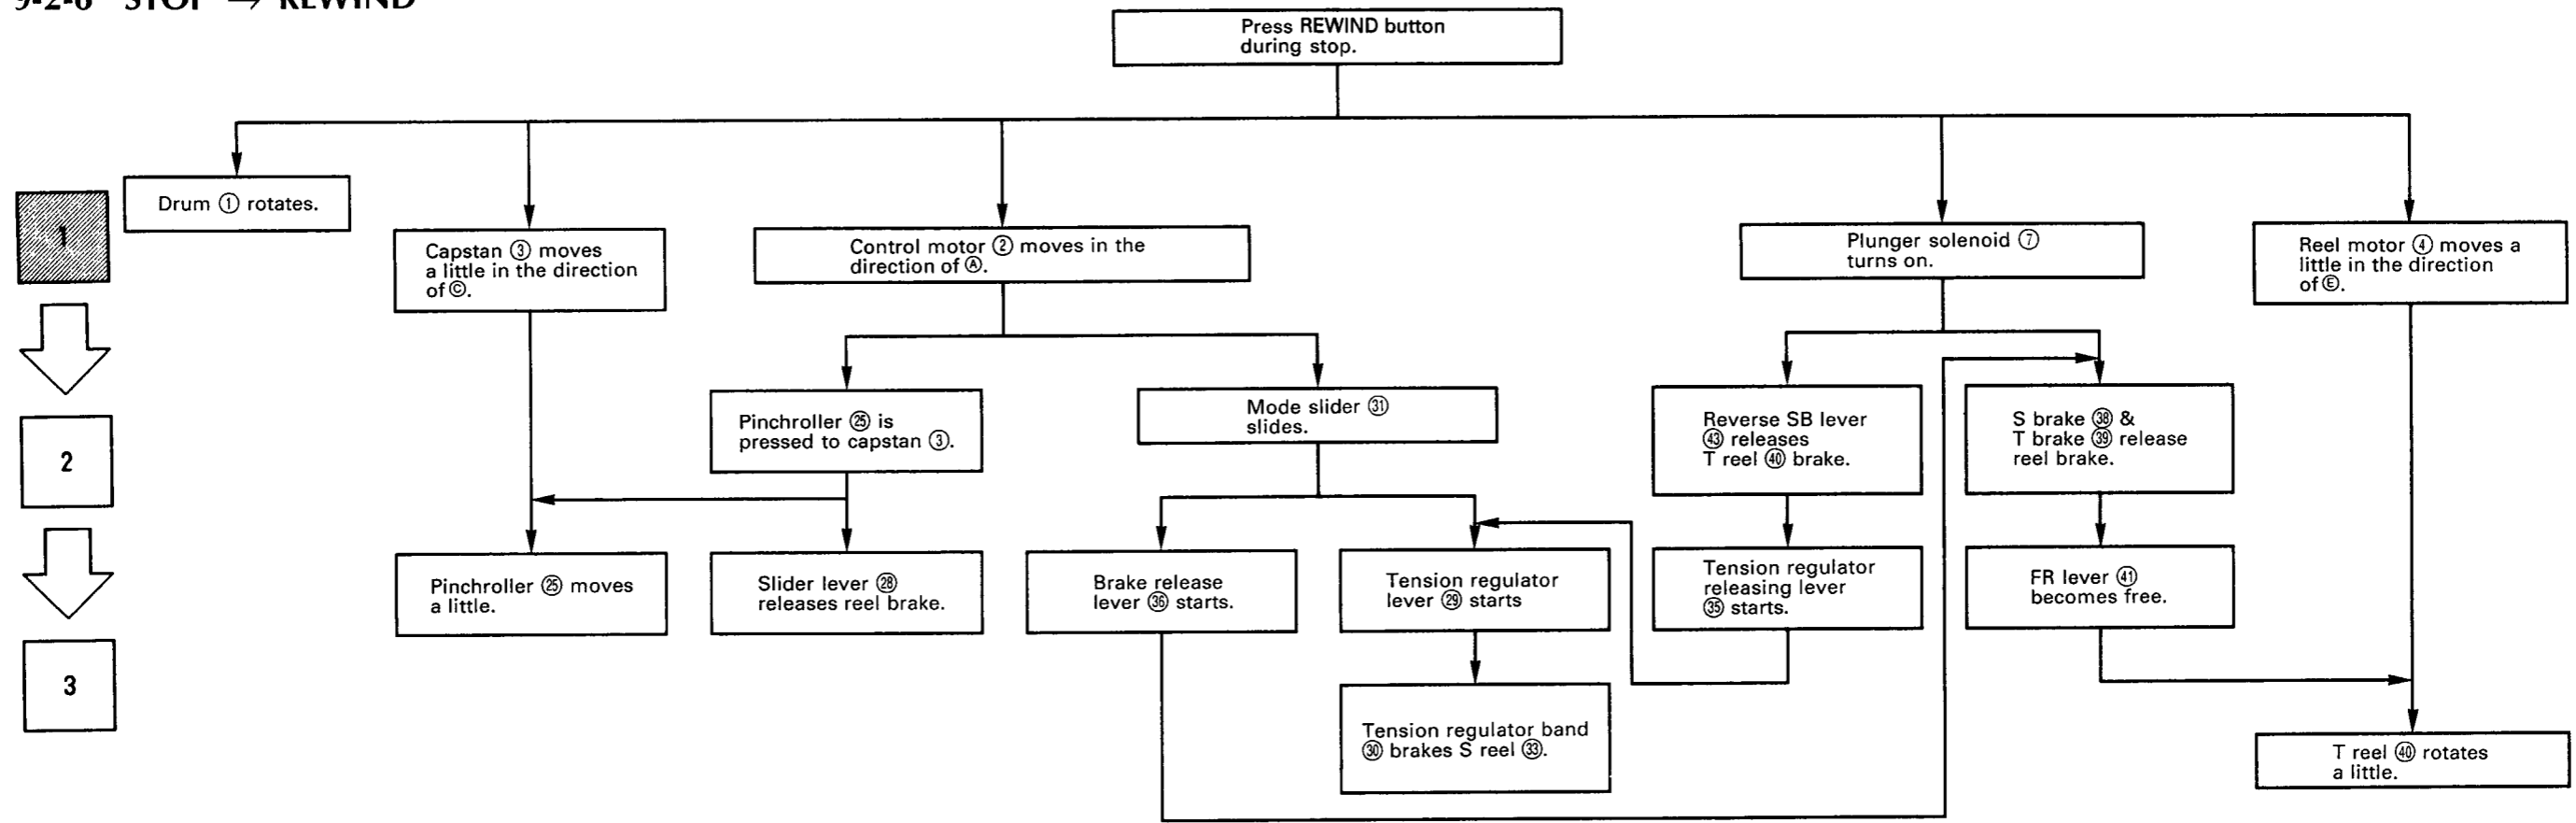 9-2-6 STOP → REWIND
Press REWIND button
during stop.
Drum ① rotates.
Capstan ③ moves
a little in the direction
of Ⓒ.
Control motor ② moves in the
direction of Ⓐ.
Plunger solenoid ⑦
turns on.
Reel motor ④ moves a
little in the direction
of Ⓔ.
1
Pinchroller ㉕ is
pressed to capstan ③.
Mode slider ㉛
slides.
Reverse SB lever
㊸ releases
T reel ㊵ brake.
S brake ㊳ &
T brake ㊴ release
reel brake.
2
Pinchroller ㉕ moves
a little.
Slider lever ㉘
releases reel brake.
Brake release
lever ㊱ starts.
Tension regulator
lever ㉙ starts
Tension regulator
releasing lever
㉟ starts.
FR lever ㊶
becomes free.
3
Tension regulator band
㉚ brakes S reel ㉝.
T reel ㊵ rotates
a little.